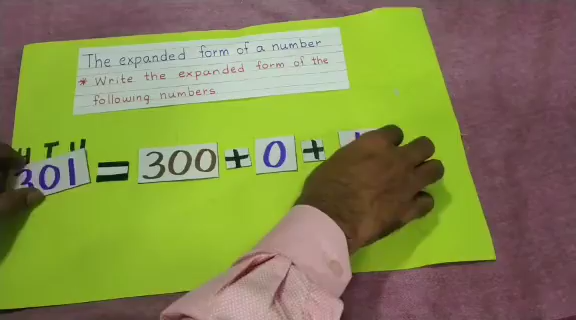 The expanded form of a number
* Write the expanded form of the
following numbers
H T U
301 = 300 + 0 +